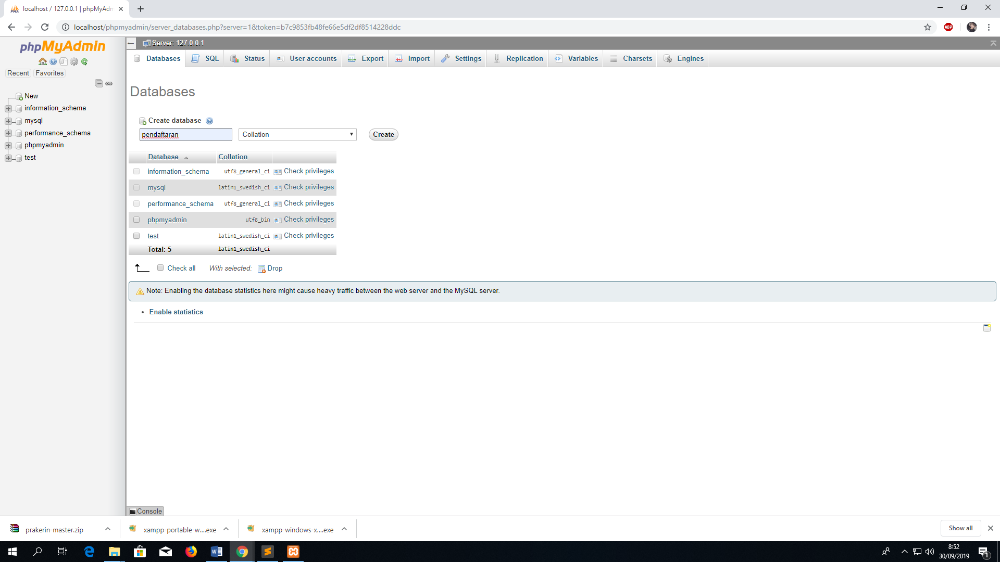 localhost / 127.0.0.1 | phpMyAdm
localhost/phpmyadmin/server_databases.php?server=1&token=b7c9853fb48fe66e5df2df8514228ddc
ABP
phpMyAdmin
Recent Favorites
New
information_schema
mysql
performance_schema
phpmyadmin
test
Server: 127.0.0.1
Databases SQL Status User accounts Export Import Settings Replication Variables Charsets Engines
Databases
Create database
pendaftaran Collation Create
Database Collation
information_schema utf8_general_ci Check privileges
mysql latin1_swedish_ci Check privileges
performance_schema utf8_general_ci Check privileges
phpmyadmin utf8_bin Check privileges
test latin1_swedish_ci Check privileges
Total: 5 latin1_swedish_ci
Check all With selected: Drop
Note: Enabling the database statistics here might cause heavy traffic between the web server and the MySQL server.
• Enable statistics
Console
prakerin-master.zip xampp-portable-w....exe xampp-windows-x....exe Show all
8:52
30/09/2019
1